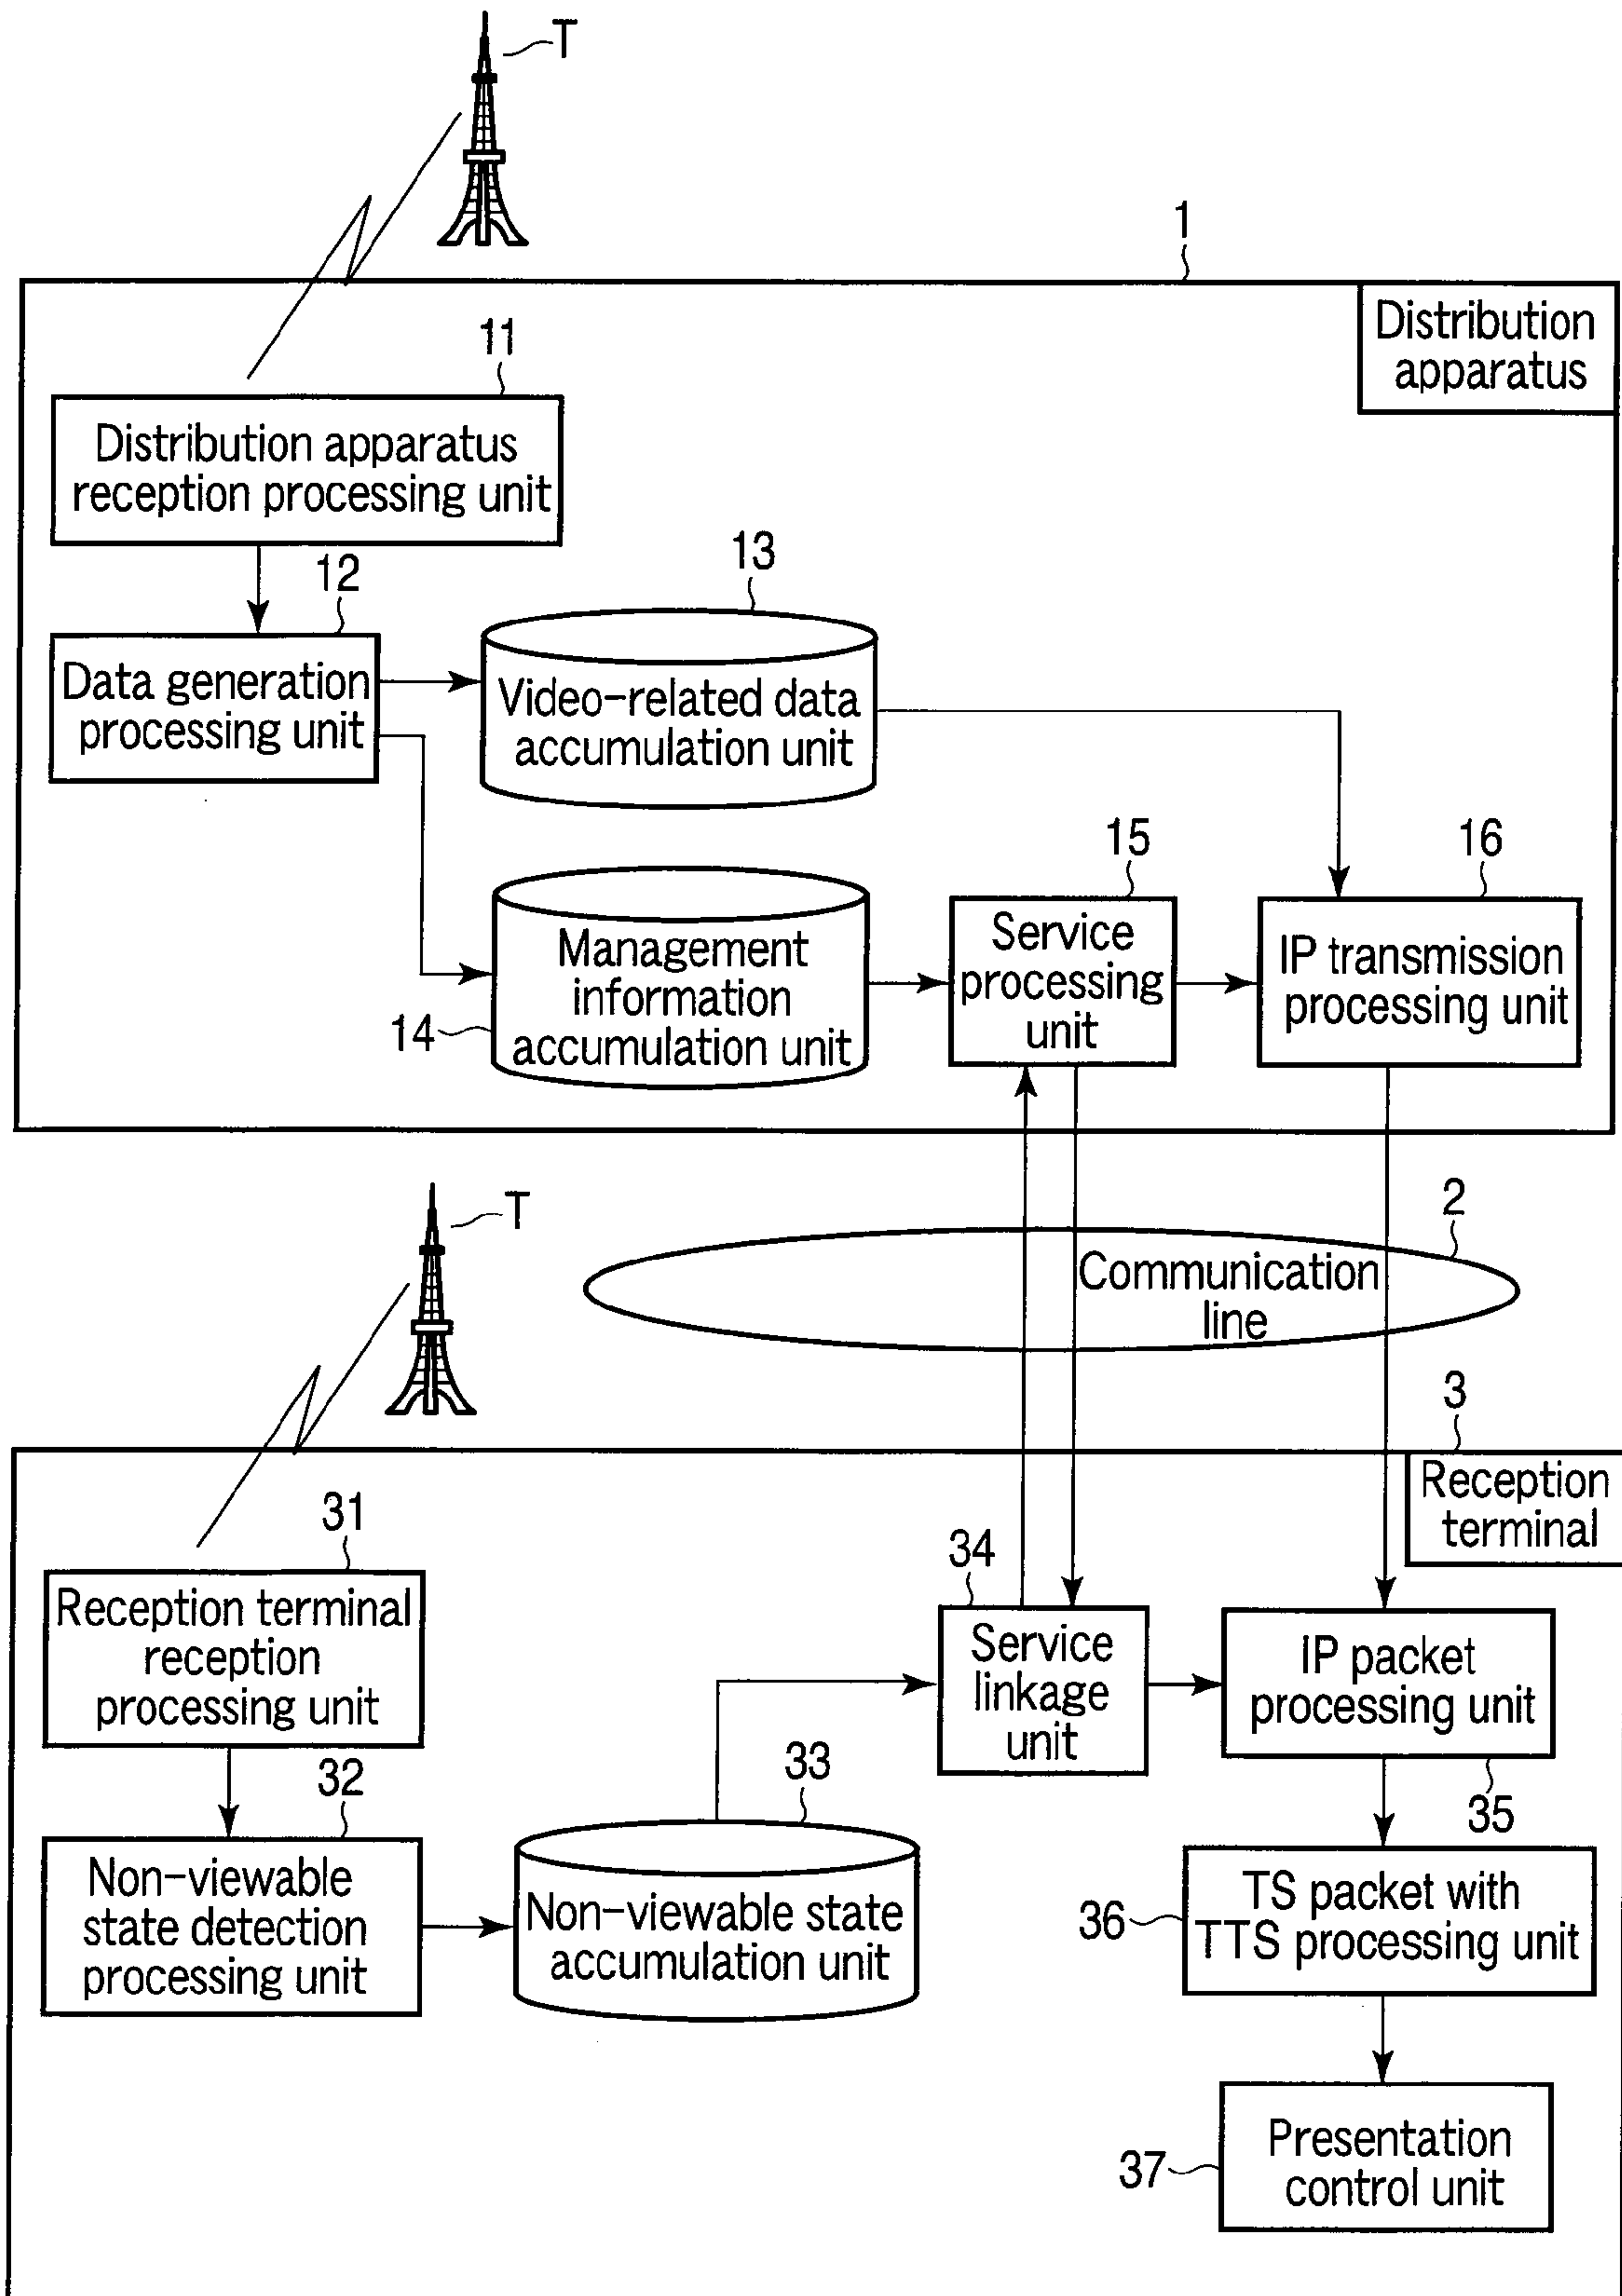 T
1
Distribution
apparatus
11
Distribution apparatus
reception processing unit
12
Data generation
processing unit
13
Video-related data
accumulation unit
14
Management
information
accumulation unit
15
Service
processing
unit
16
IP transmission
processing unit
T
2
Communication
line
3
Reception
terminal
31
Reception terminal
reception
processing unit
32
Non-viewable
state detection
processing unit
33
Non-viewable state
accumulation unit
34
Service
linkage
unit
IP packet
processing unit
35
36
TS packet with
TTS processing unit
37
Presentation
control unit